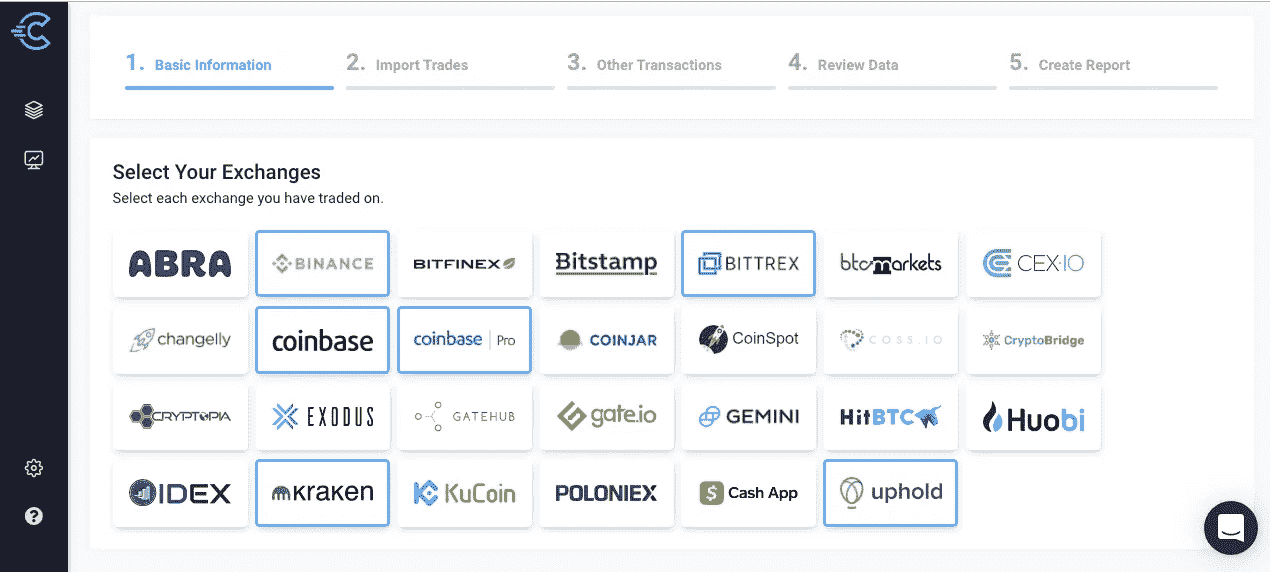 1. Basic Information 2. Import Trades 3. Other Transactions 4. Review Data 5. Create Report
Select Your Exchanges
Select each exchange you have traded on.
ABRA BINANCE BITFINEX Bitstamp BITTREX btcmarkets CEX.IO
changelly coinbase coinbase | Pro COINJAR CoinSpot COSS.IO CryptoBridge
CRYPTOPIA EXODUS GATEHUB gate.io GEMINI HitBTC Huobi
IDEX kraken KuCoin POLONIEX $ Cash App uphold
?